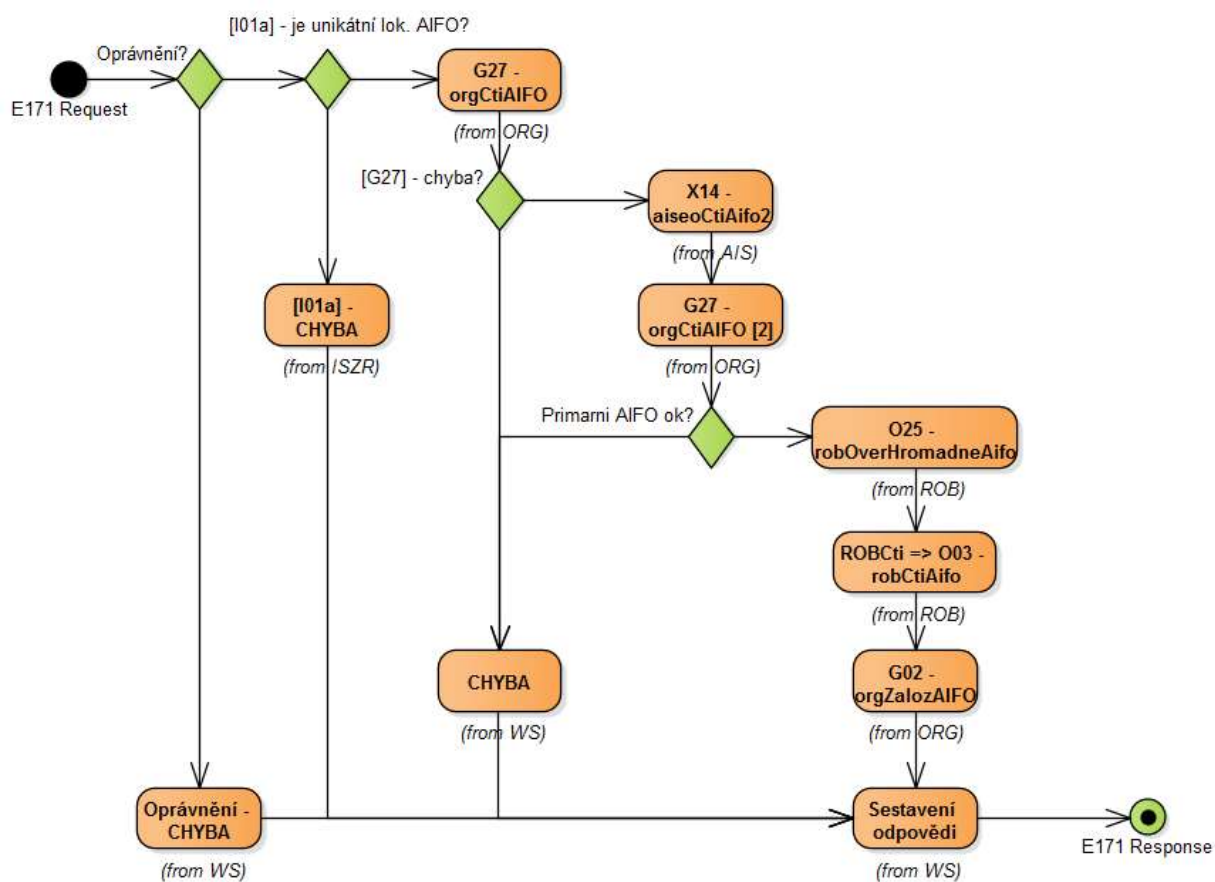 [I01a] - je unikátní lok. AIFO?
Oprávnění?
E171 Request
G27 -
orgCtiAIFO
(from ORG)
[G27] - chyba?
X14 -
aiseoCtiAifo2
(from AIS)
[I01a] -
CHYBA
(from ISZR)
G27 -
orgCtiAIFO [2]
(from ORG)
Primarni AIFO ok?
O25 -
robOverHromadneAifo
(from ROB)
ROBCti => O03 -
robCtiAifo
(from ROB)
CHYBA
(from WS)
G02 -
orgZalozAIFO
(from ORG)
Oprávnění -
CHYBA
(from WS)
Sestavení
odpovědi
(from WS)
E171 Response